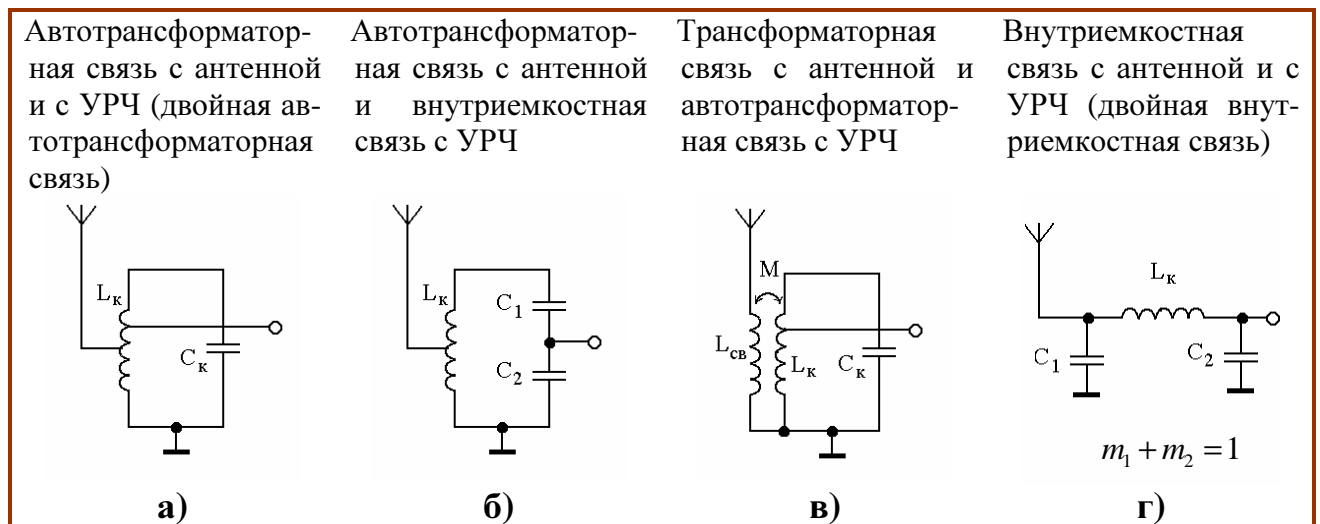 Автотрансформатор-
ная связь с антенной
и с УРЧ (двойная ав-
тотрансформаторная
связь)
Автотрансформатор-
ная связь с антенной
и внутриемкостная
связь с УРЧ
Трансформаторная
связь с антенной и
автотрансформатор-
ная связь с УРЧ
Внутриемкостная
связь с антенной и с
УРЧ (двойная внут-
риемкостная связь)
Lк
Cк
Lк
C1
C2
M
Lсв
Lк
Cк
Lк
C1
C2
m₁ + m₂ = 1
а)
б)
в)
г)